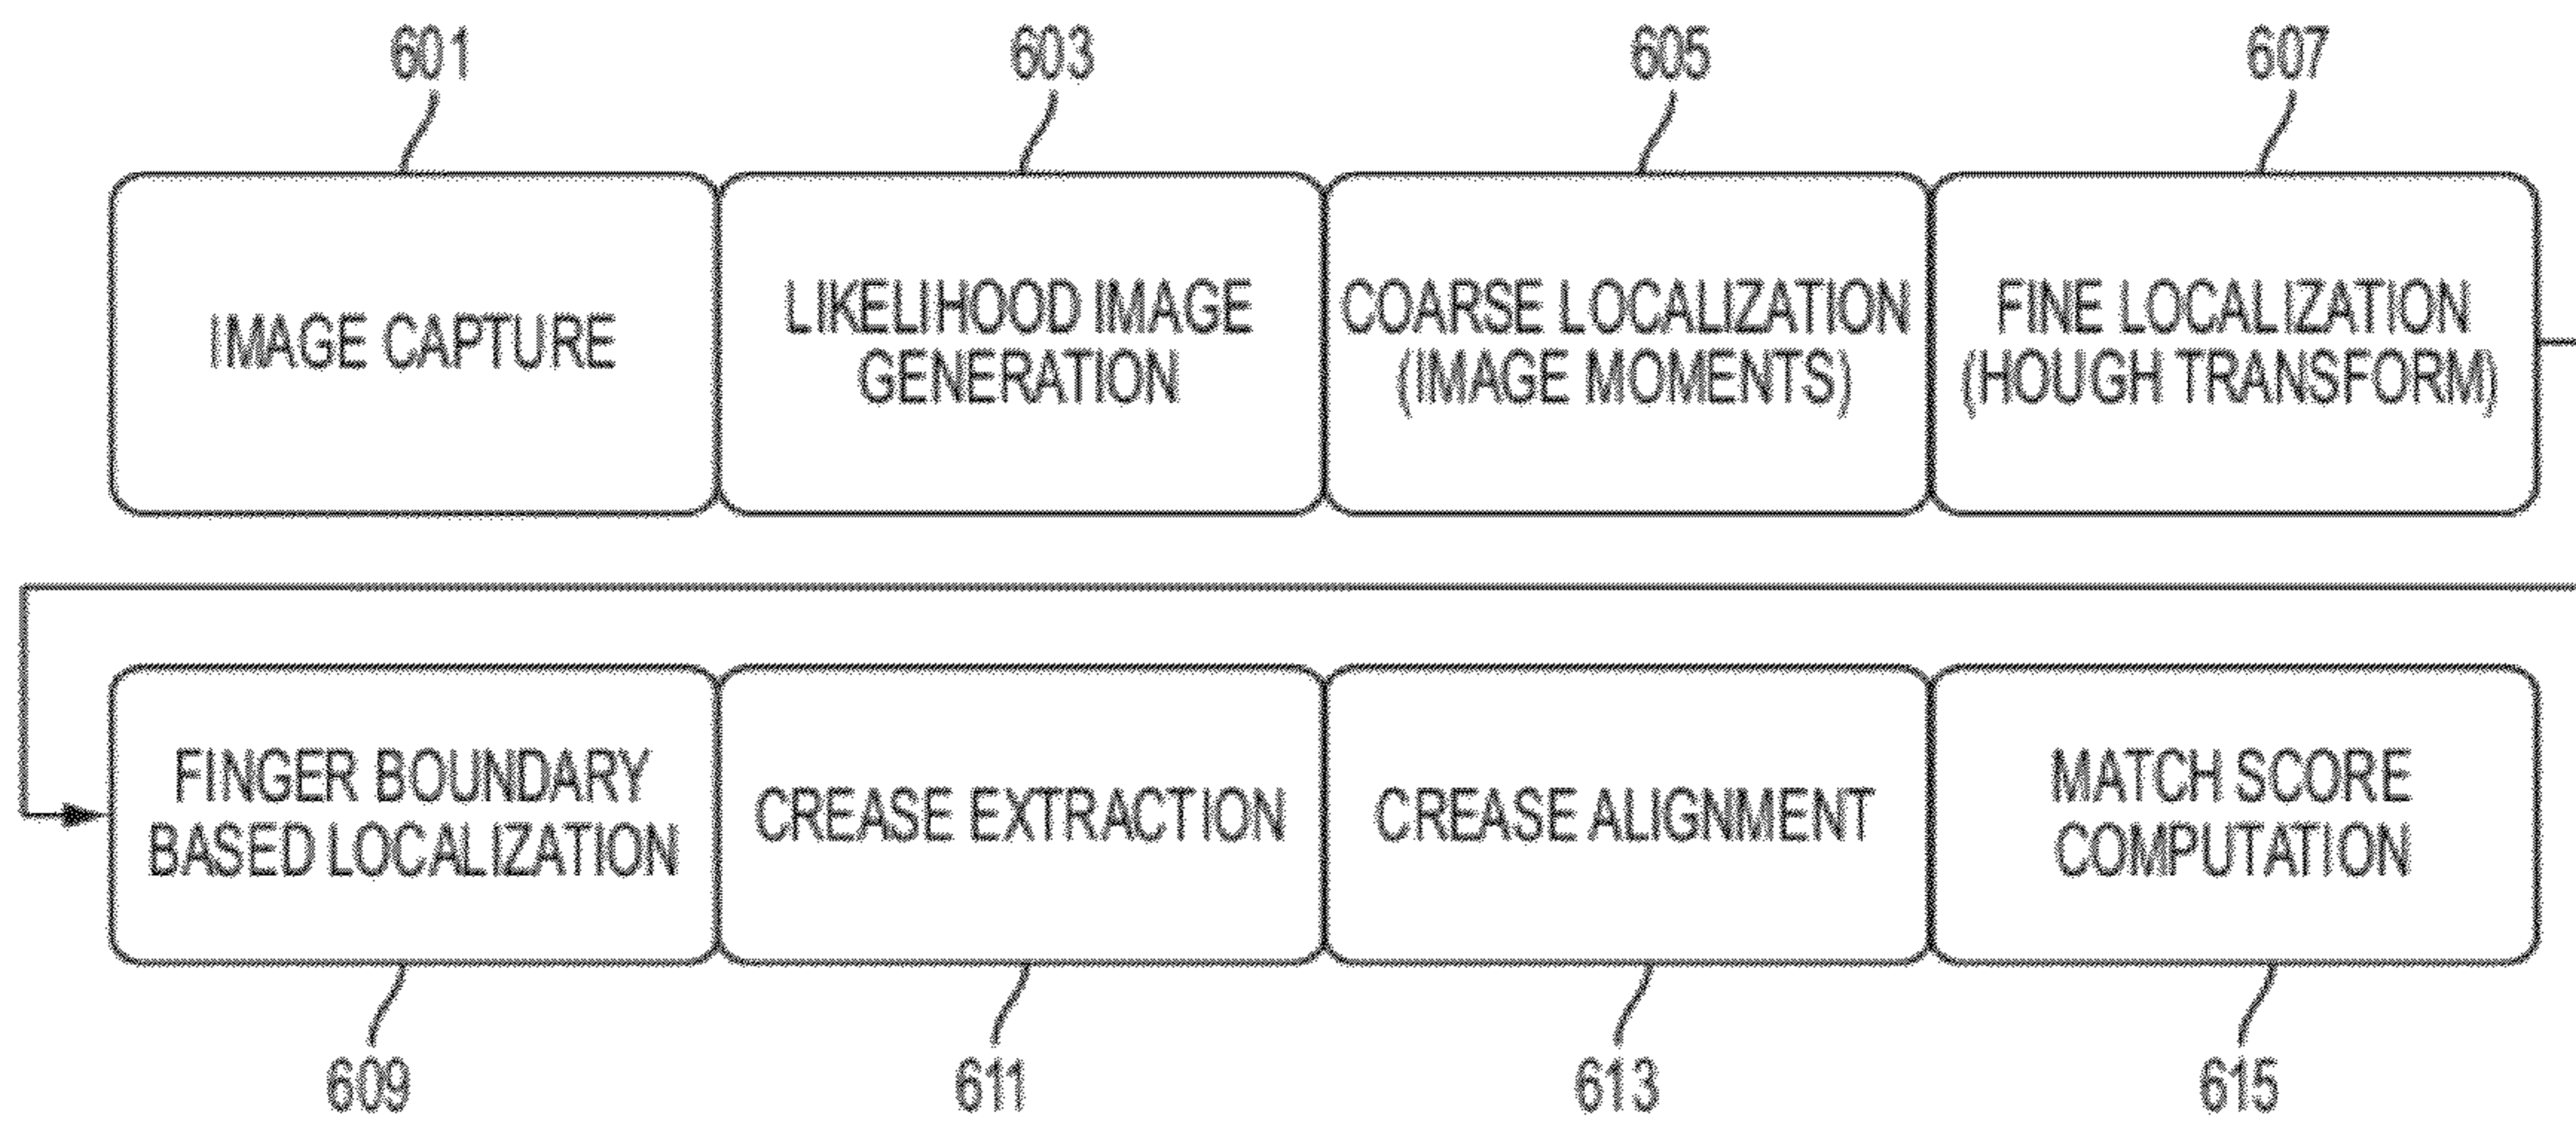 601
603
605
607
IMAGE CAPTURE
LIKELIHOOD IMAGE
GENERATION
COARSE LOCALIZATION
(IMAGE MOMENTS)
FINE LOCALIZATION
(HOUGH TRANSFORM)
FINGER BOUNDARY
BASED LOCALIZATION
CREASE EXTRACTION
CREASE ALIGNMENT
MATCH SCORE
COMPUTATION
609
611
613
615